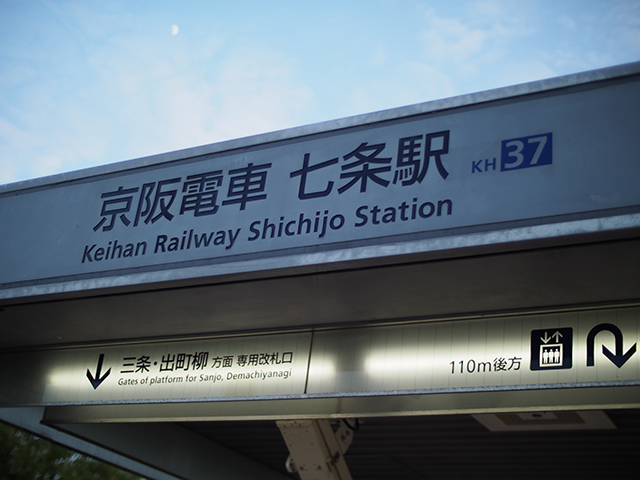 京阪電車 七条駅 KH 37
Keihan Railway Shichijo Station
三条・出町柳 方面 専用改札口
Gates of platform for Sanjo, Demachiyanagi
110m後方